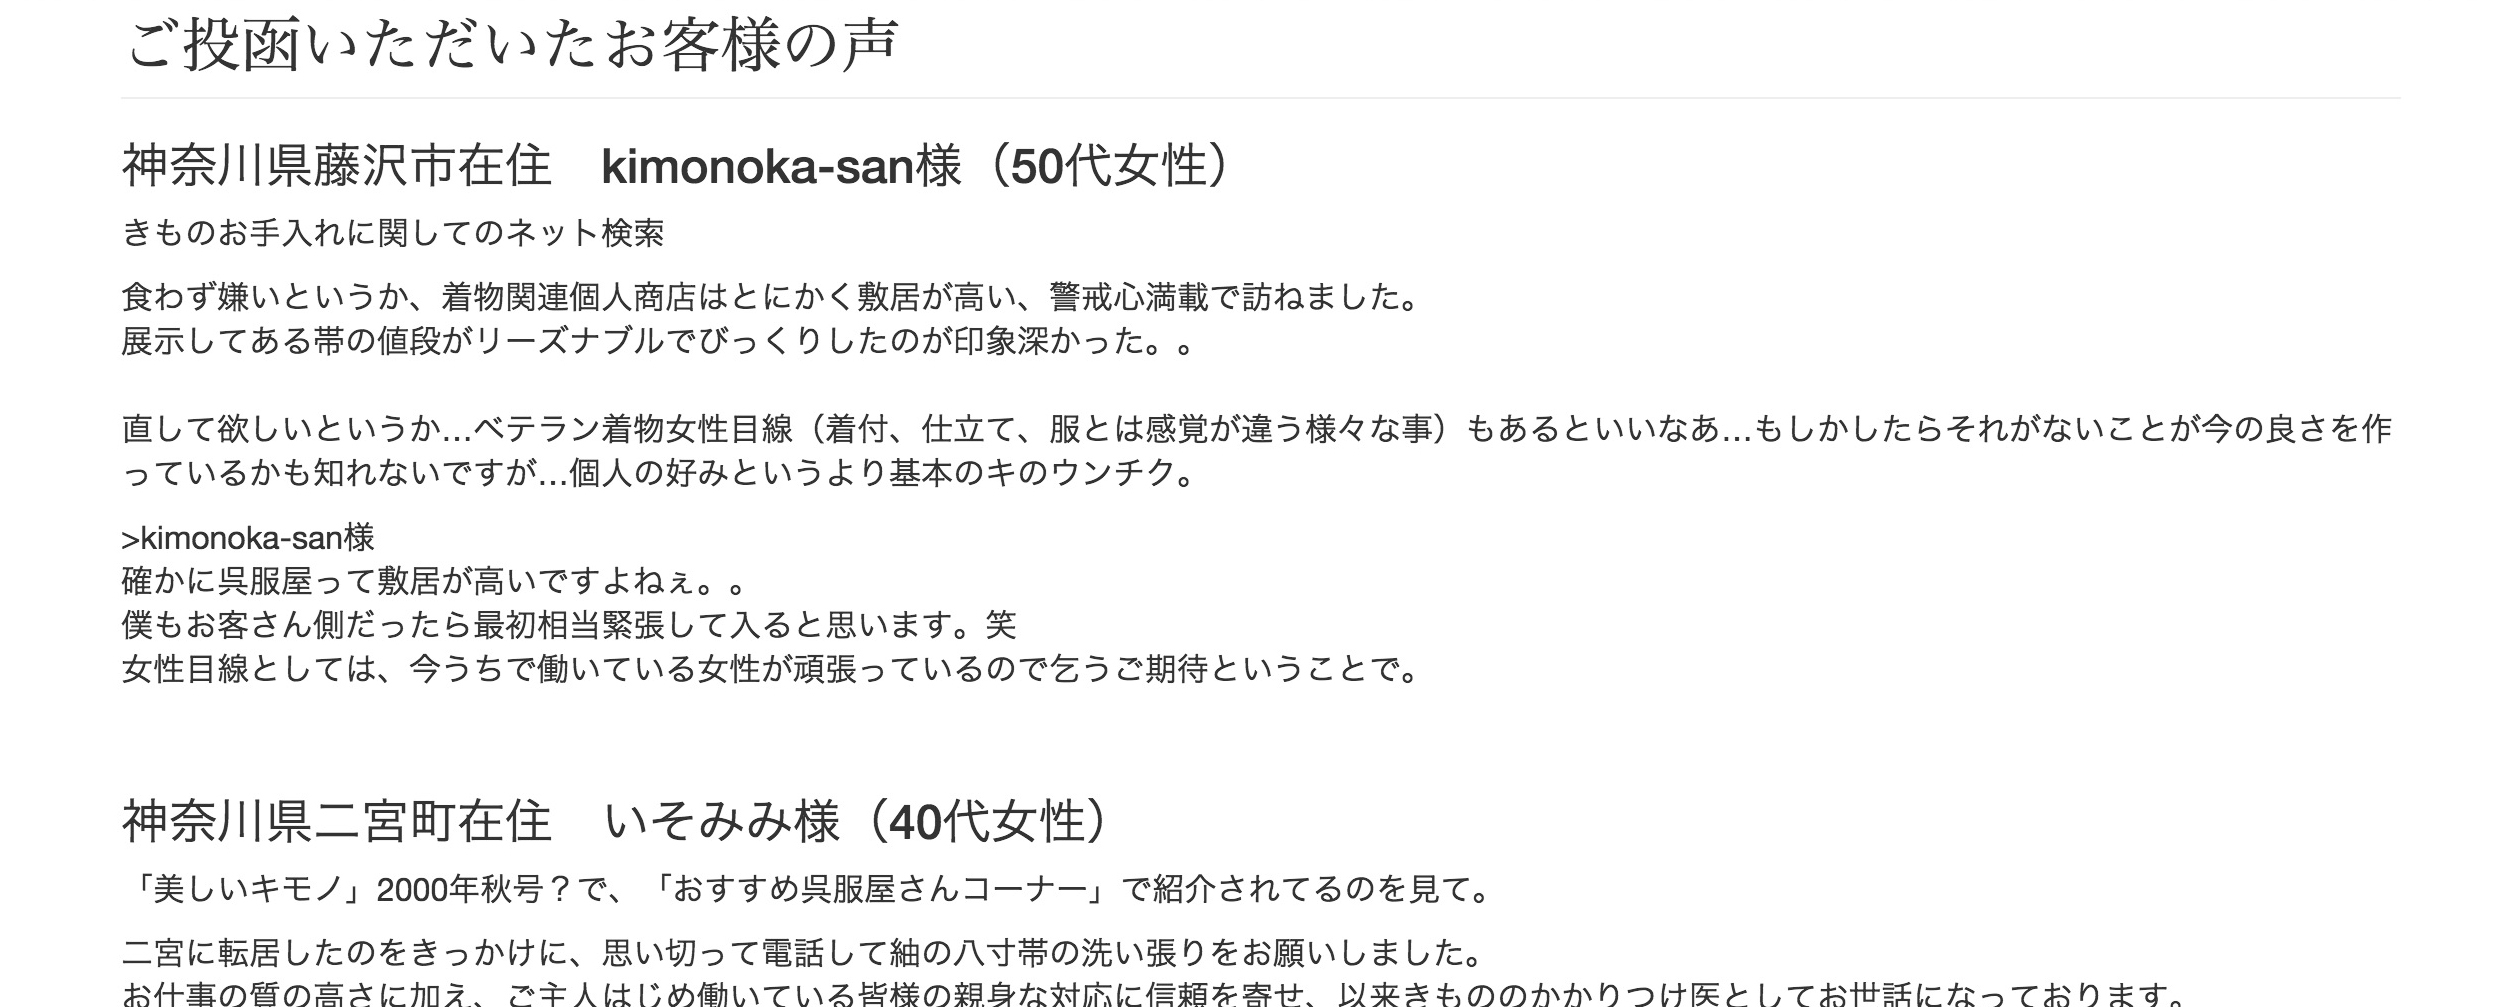 ご投函いただいたお客様の声
神奈川県藤沢市在住　kimonoka-san様（50代女性）
きものお手入れに関してのネット検索
食わず嫌いというか、着物関連個人商店はとにかく敷居が高い、警戒心満載で訪ねました。
展示してある帯の値段がリーズナブルでびっくりしたのが印象深かった。。
直して欲しいというか…ベテラン着物女性目線（着付、仕立て、服とは感覚が違う様々な事）もあるといいなあ…もしかしたらそれがないことが今の良さを作
っているかも知れないですが…個人の好みというより基本のキのウンチク。
>kimonoka-san様
確かに呉服屋って敷居が高いですよねぇ。。
僕もお客さん側だったら最初相当緊張して入ると思います。笑
女性目線としては、今うちで働いている女性が頑張っているので乞うご期待ということで。
神奈川県二宮町在住　いそみみ様（40代女性）
「美しいキモノ」2000年秋号？で、「おすすめ呉服屋さんコーナー」で紹介されてるのを見て。
二宮に転居したのをきっかけに、思い切って電話して紬の八寸帯の洗い張りをお願いしました。
お仕事の質の高さに加え、ご主人はじめ働いている皆様の親身な対応に信頼を寄せ、以来きもののかかりつけ医としてお世話になっております。